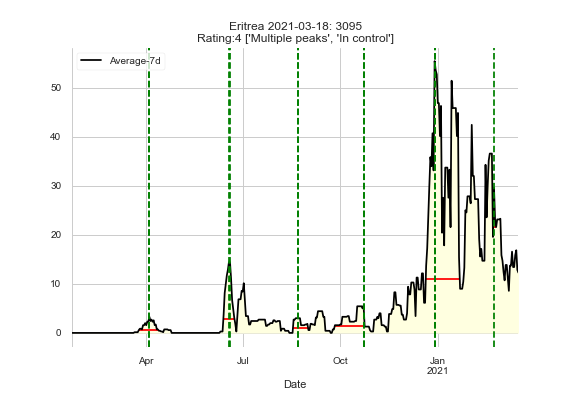 Eritrea 2021-03-18: 3095
Rating:4 ['Multiple peaks', 'In control']
Average-7d
50
40
30
20
10
0
Apr
Jul
Oct
Jan
2021
Date